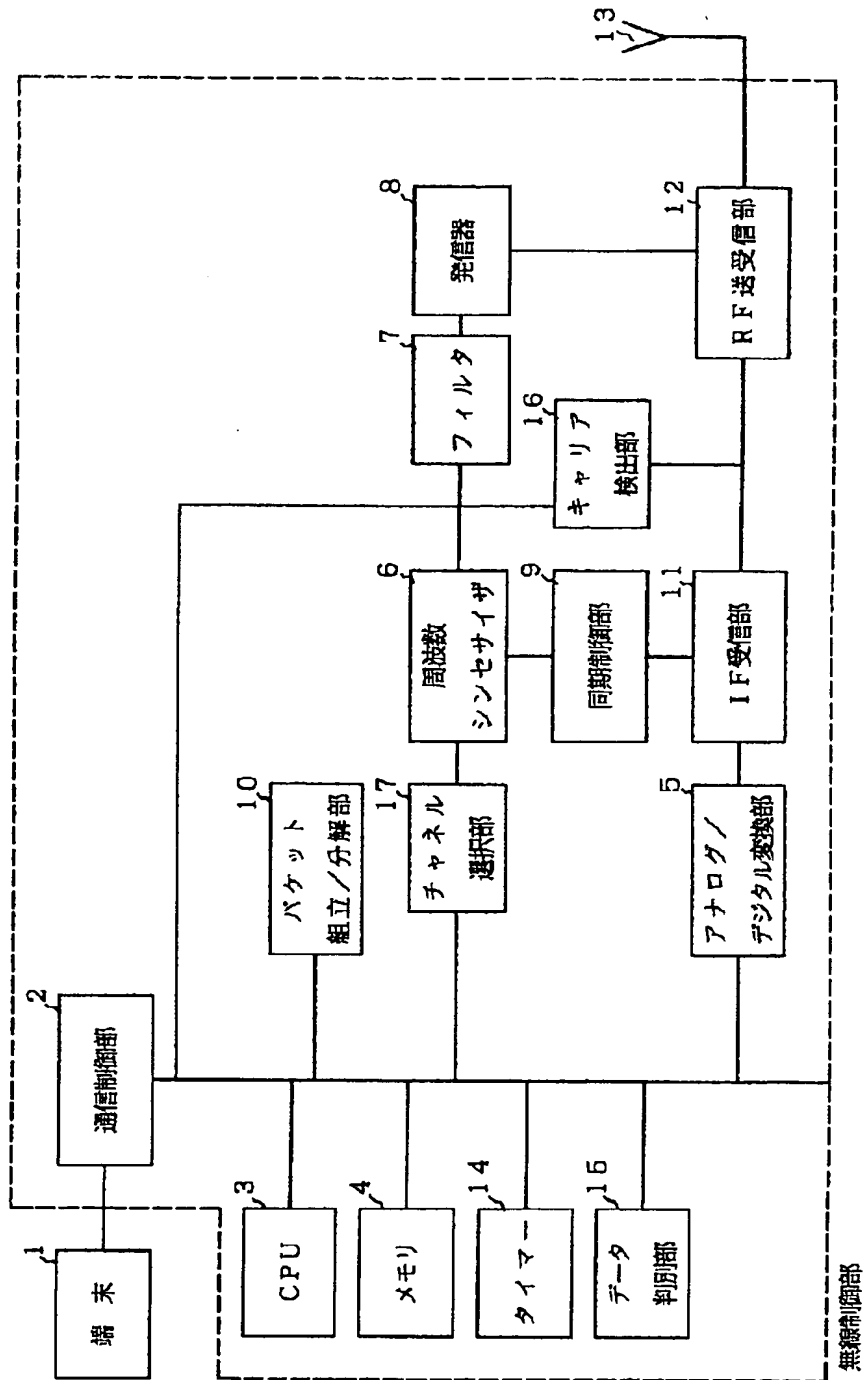 1
端末
2
通信制御部
3
CPU
4
メモリ
14
タイマー
15
データ
判別部
10
パケット
組立/分解部
17
チャネル
選択部
5
アナログ/
デジタル変換部
6
周波数
シンセサイザ
9
同期制御部
11
IF受信部
7
フィルタ
8
発信器
16
キャリア
検出部
12
RF送受信部
13
無線制御部